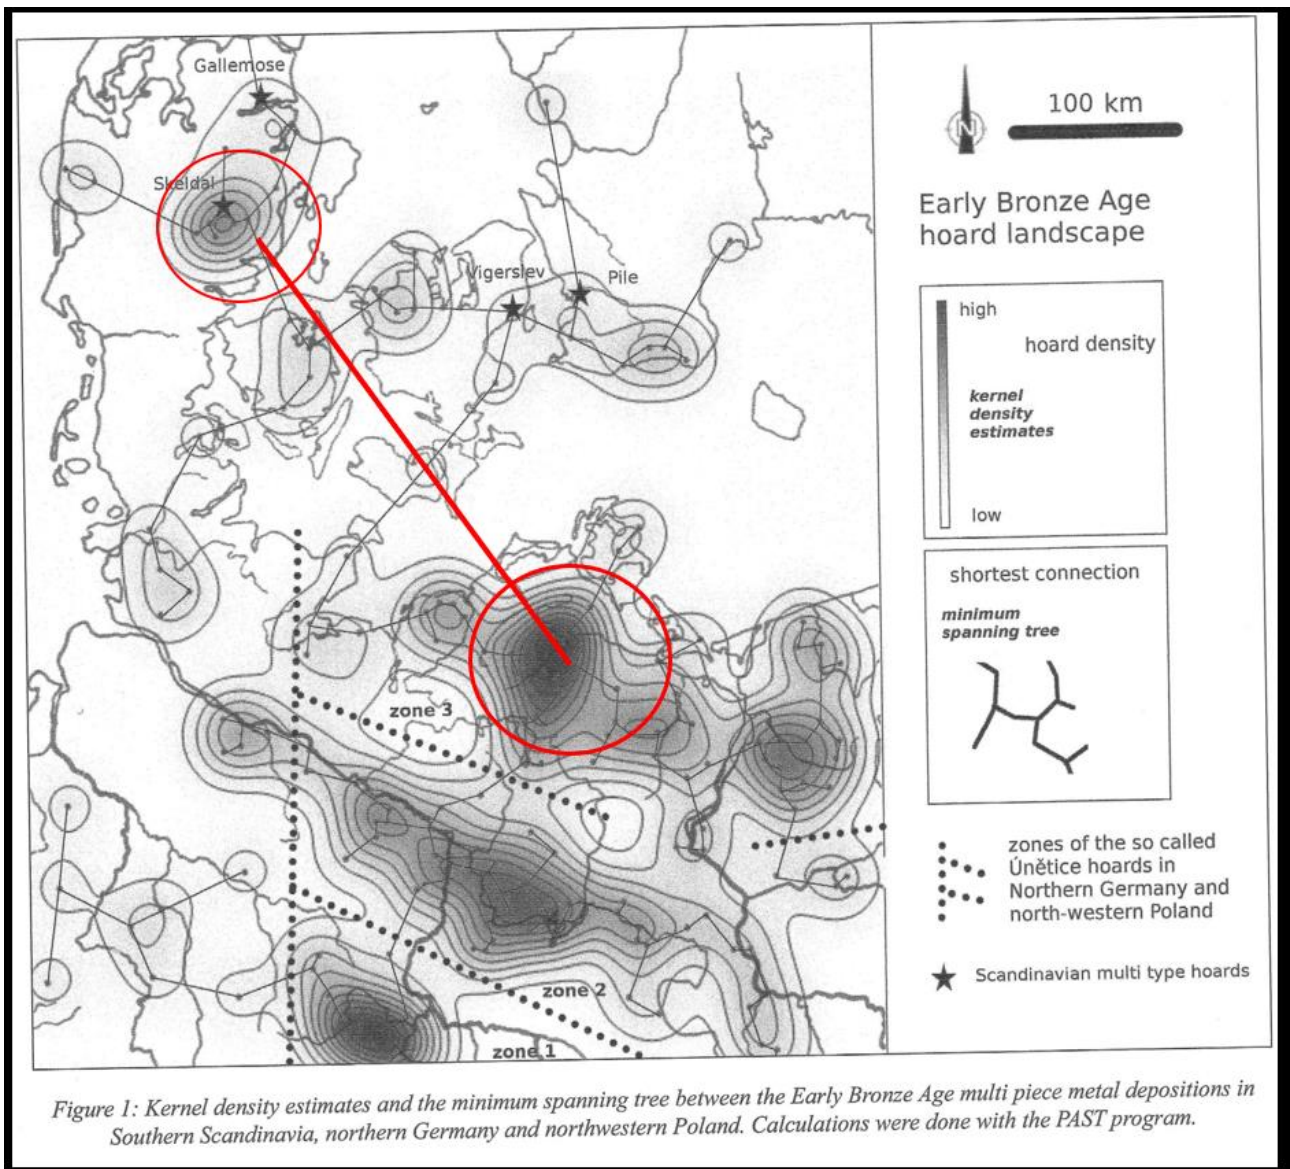 Gallemose
Skeldal
Vigerslev
Pile
zone 3
zone 2
zone 1
N
100 km
Early Bronze Age
hoard landscape
high
hoard density
kernel
density
estimates
low
shortest connection
minimum
spanning tree
zones of the so called
Únětice hoards in
Northern Germany and
north-western Poland
Scandinavian multi type hoards
Figure 1: Kernel density estimates and the minimum spanning tree between the Early Bronze Age multi piece metal depositions in
Southern Scandinavia, northern Germany and northwestern Poland. Calculations were done with the PAST program.